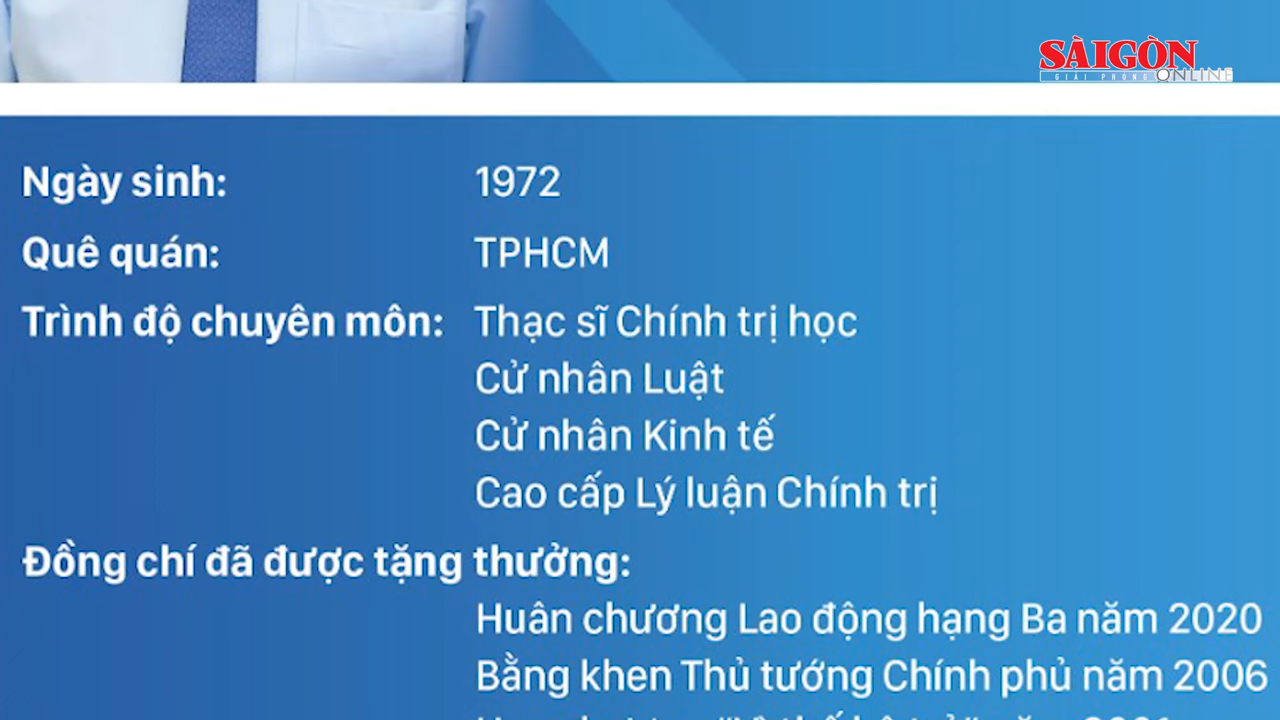 SÀIGÒN
GIẢI PHÓNG ONLINE
Ngày sinh: 1972
Quê quán: TPHCM
Trình độ chuyên môn: Thạc sĩ Chính trị học
Cử nhân Luật
Cử nhân Kinh tế
Cao cấp Lý luận Chính trị
Đồng chí đã được tặng thưởng:
Huân chương Lao động hạng Ba năm 2020
Bằng khen Thủ tướng Chính phủ năm 2006